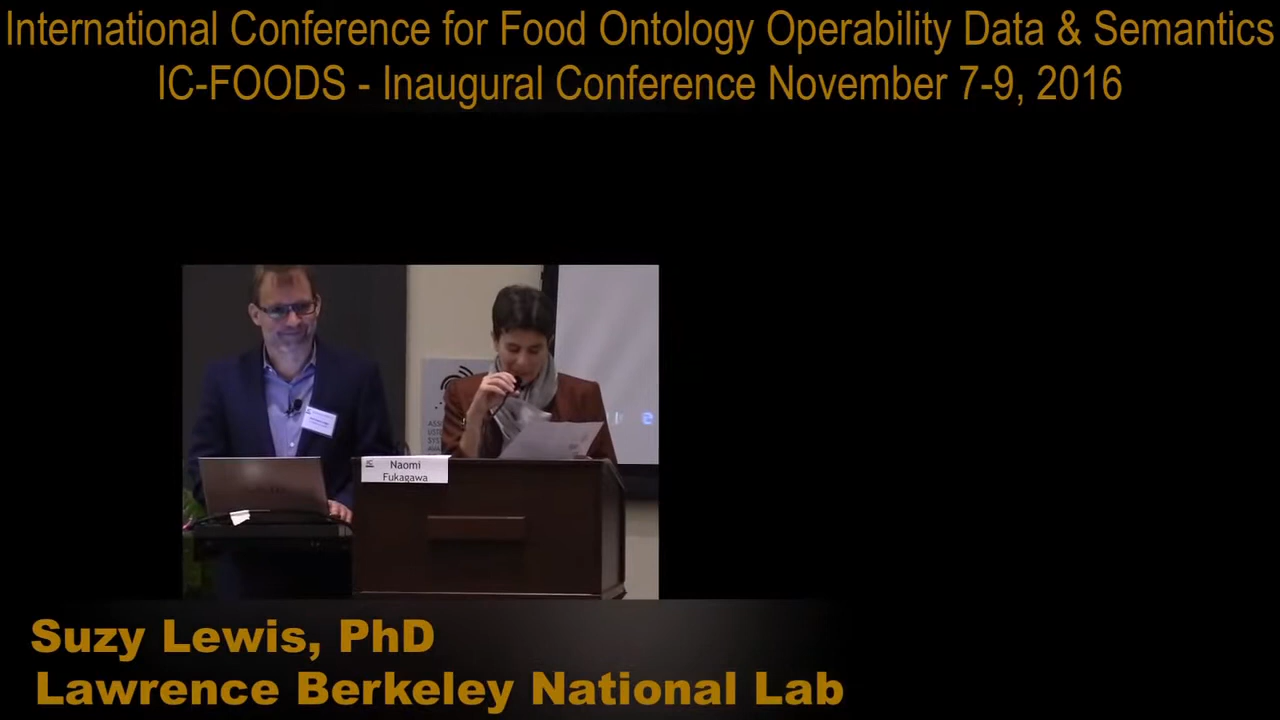 International Conference for Food Ontology Operability Data & Semantics
IC-FOODS - Inaugural Conference November 7-9, 2016
Naomi
Fukagawa
Suzy Lewis, PhD
Lawrence Berkeley National Lab